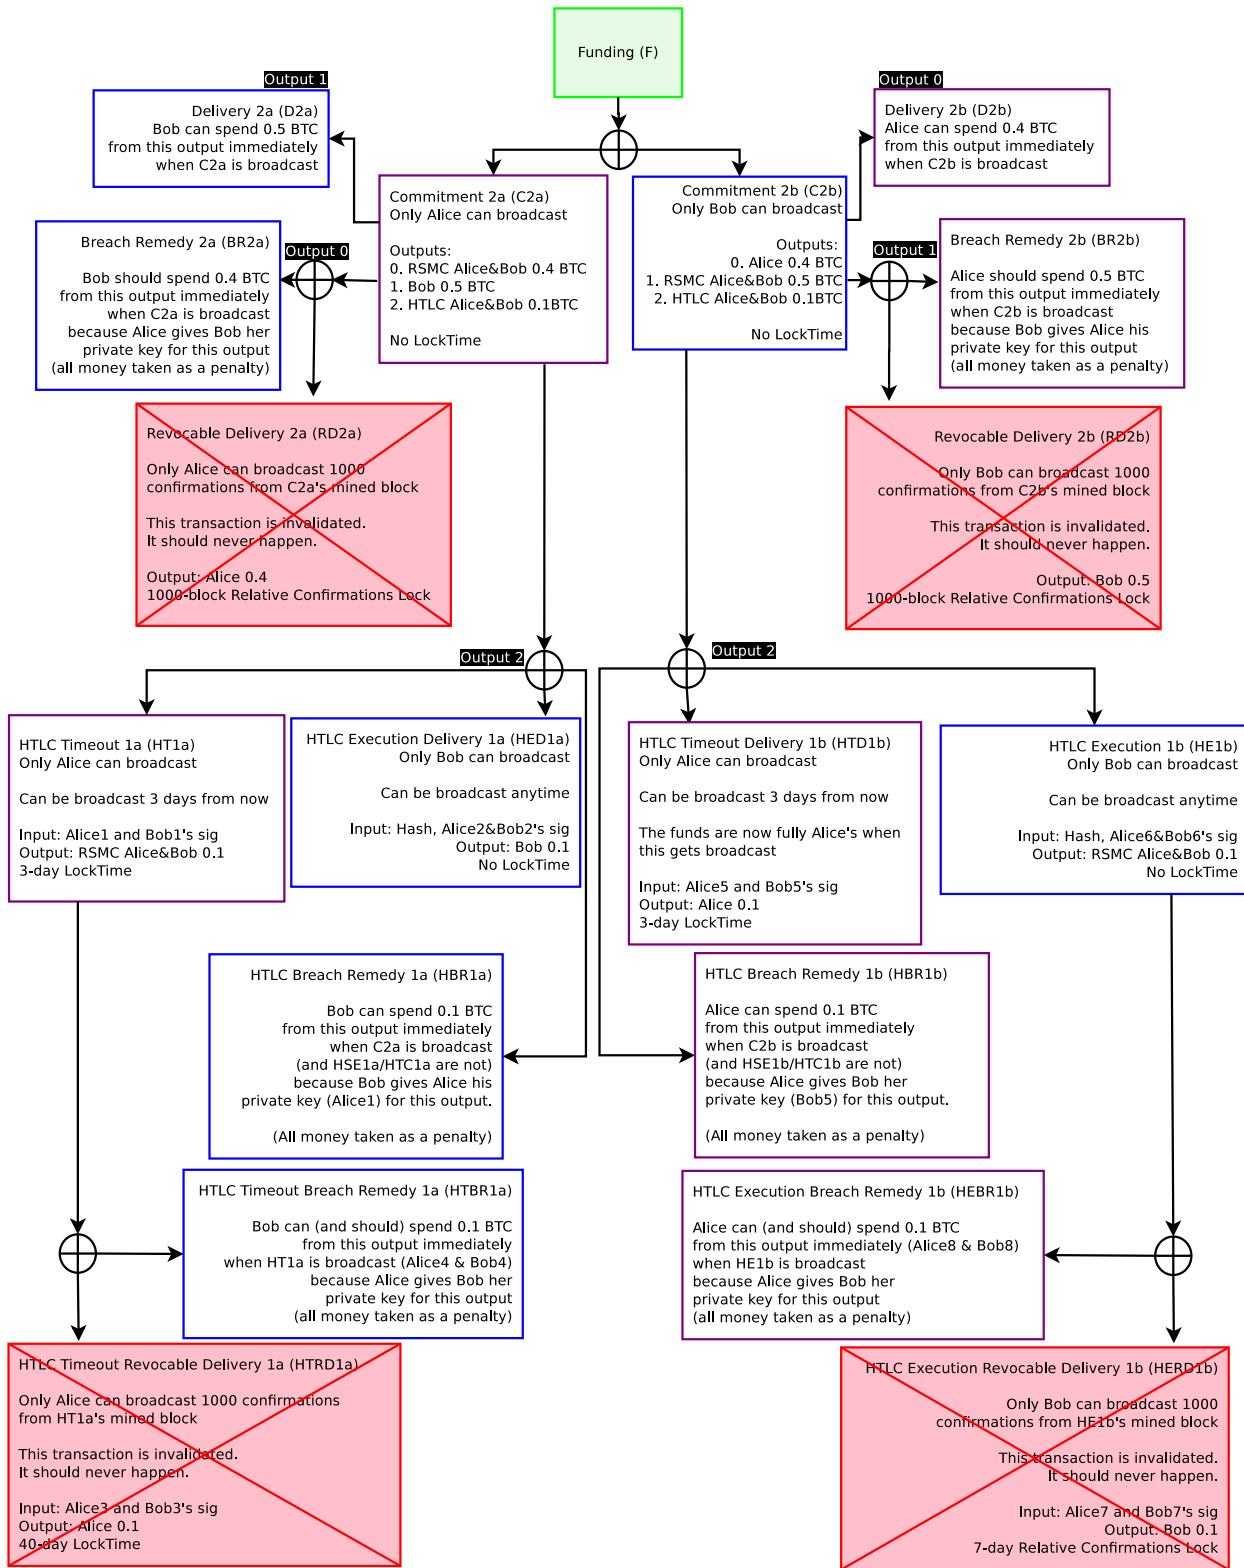 Funding (F)
Output 1
Delivery 2a (D2a)
Bob can spend 0.5 BTC
from this output immediately
when C2a is broadcast
Output 0
Delivery 2b (D2b)
Alice can spend 0.4 BTC
from this output immediately
when C2b is broadcast
Commitment 2a (C2a)
Only Alice can broadcast
Outputs:
0. RSMC Alice&Bob 0.4 BTC
1. Bob 0.5 BTC
2. HTLC Alice&Bob 0.1BTC
No LockTime
Commitment 2b (C2b)
Only Bob can broadcast
Outputs:
0. Alice 0.4 BTC
1. RSMC Alice&Bob 0.5 BTC
2. HTLC Alice&Bob 0.1BTC
No LockTime
Output 0
Breach Remedy 2a (BR2a)
Bob should spend 0.4 BTC
from this output immediately
when C2a is broadcast
because Alice gives Bob her
private key for this output
(all money taken as a penalty)
Output 1
Breach Remedy 2b (BR2b)
Alice should spend 0.5 BTC
from this output immediately
when C2b is broadcast
because Bob gives Alice his
private key for this output
(all money taken as a penalty)
Revocable Delivery 2a (RD2a)
Only Alice can broadcast 1000
confirmations from C2a's mined block
This transaction is invalidated.
It should never happen.
Output: Alice 0.4
1000-block Relative Confirmations Lock
Revocable Delivery 2b (RD2b)
Only Bob can broadcast 1000
confirmations from C2b's mined block
This transaction is invalidated.
It should never happen.
Output: Bob 0.5
1000-block Relative Confirmations Lock
Output 2
Output 2
HTLC Timeout 1a (HT1a)
Only Alice can broadcast
Can be broadcast 3 days from now
Input: Alice1 and Bob1's sig
Output: RSMC Alice&Bob 0.1
3-day LockTime
HTLC Execution Delivery 1a (HED1a)
Only Bob can broadcast
Can be broadcast anytime
Input: Hash, Alice2&Bob2's sig
Output: Bob 0.1
No LockTime
HTLC Timeout Delivery 1b (HTD1b)
Only Alice can broadcast
Can be broadcast 3 days from now
The funds are now fully Alice's when
this gets broadcast
Input: Alice5 and Bob5's sig
Output: Alice 0.1
3-day LockTime
HTLC Execution 1b (HE1b)
Only Bob can broadcast
Can be broadcast anytime
Input: Hash, Alice6&Bob6's sig
Output: RSMC Alice&Bob 0.1
No LockTime
HTLC Breach Remedy 1a (HBR1a)
Bob can spend 0.1 BTC
from this output immediately
when C2a is broadcast
(and HSE1a/HTC1a are not)
because Bob gives Alice his
private key (Alice1) for this output.
(All money taken as a penalty)
HTLC Breach Remedy 1b (HBR1b)
Alice can spend 0.1 BTC
from this output immediately
when C2b is broadcast
(and HSE1b/HTC1b are not)
because Alice gives Bob her
private key (Bob5) for this output.
(All money taken as a penalty)
HTLC Timeout Breach Remedy 1a (HTBR1a)
Bob can (and should) spend 0.1 BTC
from this output immediately
when HT1a is broadcast (Alice4 & Bob4)
because Alice gives Bob her
private key for this output
(all money taken as a penalty)
HTLC Execution Breach Remedy 1b (HEBR1b)
Alice can (and should) spend 0.1 BTC
from this output immediately (Alice8 & Bob8)
when HE1b is broadcast
because Alice gives Bob her
private key for this output
(all money taken as a penalty)
HTLC Timeout Revocable Delivery 1a (HTRD1a)
Only Alice can broadcast 1000 confirmations
from HT1a's mined block
This transaction is invalidated.
It should never happen.
Input: Alice3 and Bob3's sig
Output: Alice 0.1
40-day LockTime
HTLC Execution Revocable Delivery 1b (HERD1b)
Only Bob can broadcast 1000
confirmations from HE1b's mined block
This transaction is invalidated.
It should never happen.
Input: Alice7 and Bob7's sig
Output: Bob 0.1
7-day Relative Confirmations Lock